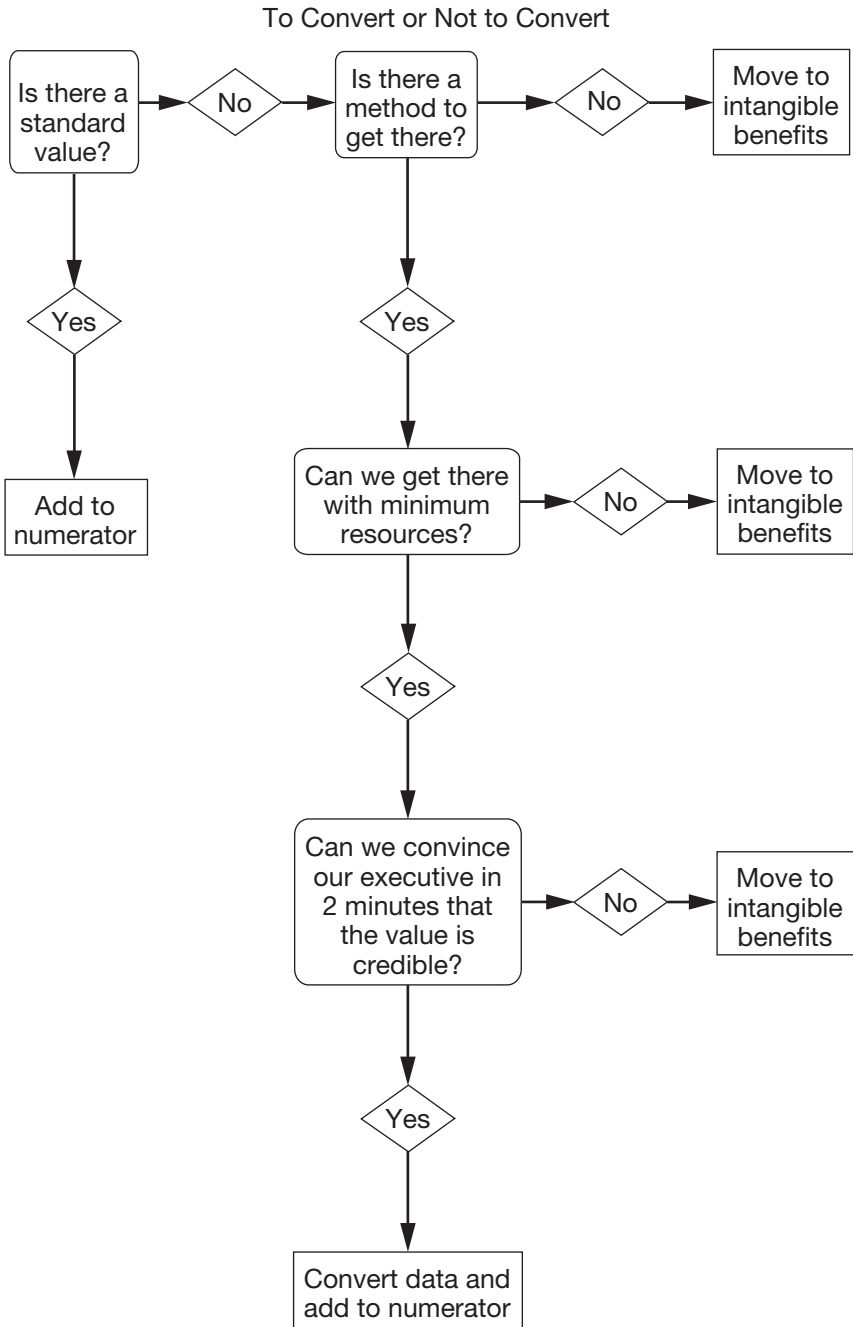 To Convert or Not to Convert
Is there a
standard
value?
No
Is there a
method to
get there?
No
Move to
intangible
benefits
Yes
Yes
Add to
numerator
Can we get there
with minimum
resources?
No
Move to
intangible
benefits
Yes
Can we convince
our executive in
2 minutes that
the value is
credible?
No
Move to
intangible
benefits
Yes
Convert data and
add to numerator